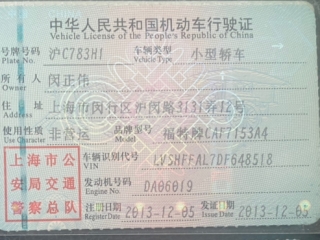 中华人民共和国机动车行驶证
Vehicle License of the People's Republic of China
号牌号码 沪C783H1 车辆类型 小型轿车
Plate No. Vehicle Type
所有人 闵正伟
Owner
住址 上海市闵行区沪闵路3131弄12号
Address
使用性质 非营运 品牌型号 福特牌CAF7153A4
Use Character Model
上海市公安局交通警察总队
车辆识别代号 LVSHFFAL7DF648518
VIN
发动机号码 DA06019
Engine No.
注册日期 2013-12-05 发证日期 2013-12-05
Register Date Issue Date